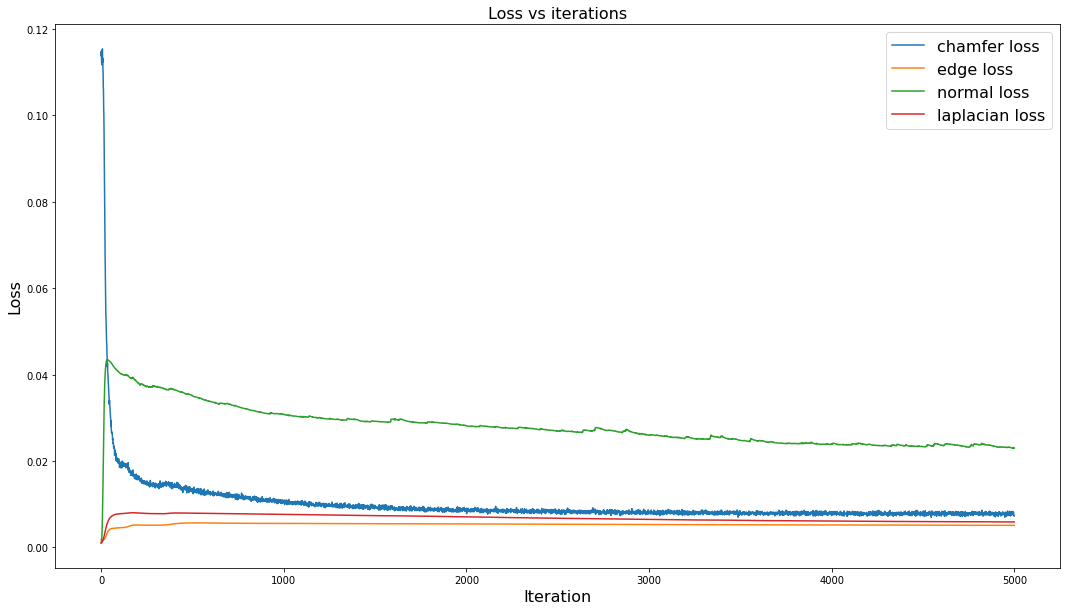 Loss vs iterations
0.12
0.10
0.08
0.06
0.04
0.02
0.00
Loss
chamfer loss
edge loss
normal loss
laplacian loss
0
1000
2000
3000
4000
5000
Iteration